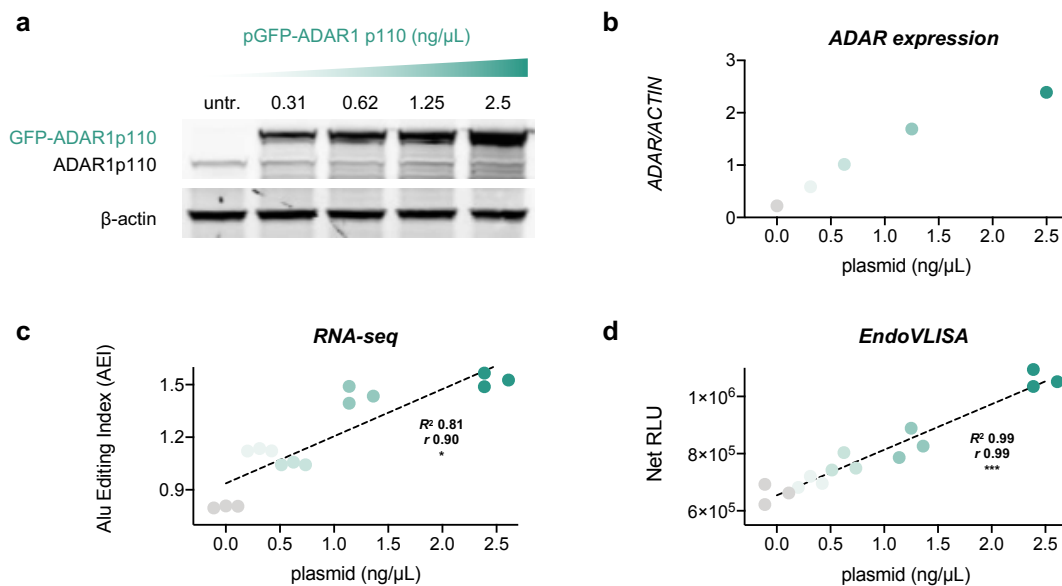 a
pGFP-ADAR1 p110 (ng/µL)
untr. 0.31 0.62 1.25 2.5
GFP-ADAR1p110
ADAR1p110
β-actin
b
ADAR expression
ADAR/ACTIN
3
2
1
0
0.0 0.5 1.0 1.5 2.0 2.5
plasmid (ng/µL)
c
RNA-seq
Alu Editing Index (AEI)
1.5
1.2
0.9
R² 0.81
r 0.90
*
0.0 0.5 1.0 1.5 2.0 2.5
plasmid (ng/µL)
d
EndoVLISA
Net RLU
1×10⁶
8×10⁵
6×10⁵
R² 0.99
r 0.99
***
0.0 0.5 1.0 1.5 2.0 2.5
plasmid (ng/µL)